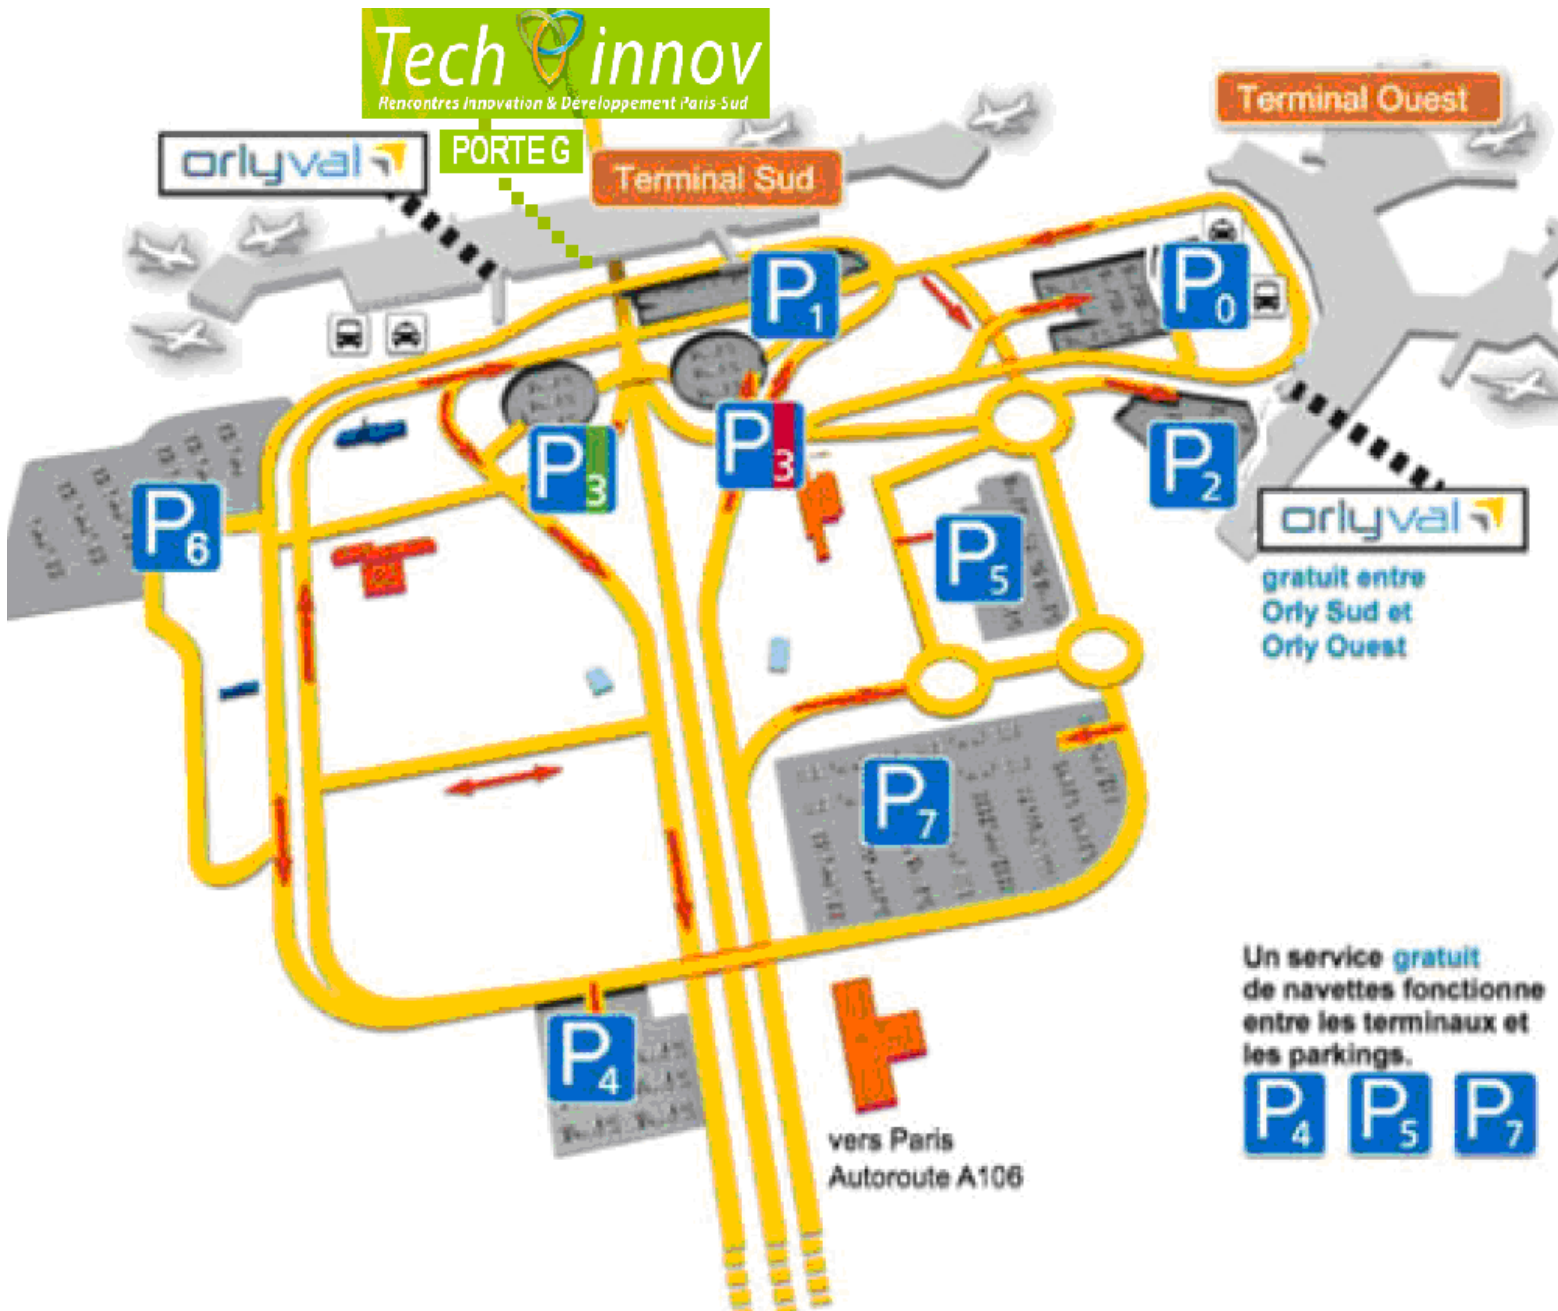 Tech innov
Rencontres Innovation & Développement Paris-Sud
PORTE G
orlyval
Terminal Sud
Terminal Ouest
P1
P0
P3
P3
P2
P6
P5
orlyval
gratuit entre
Orly Sud et
Orly Ouest
P7
P4
Un service gratuit
de navettes fonctionne
entre les terminaux et
les parkings.
P4 P5 P7
vers Paris
Autoroute A106